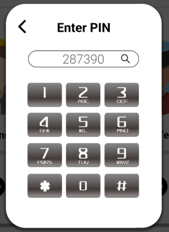 Enter PIN
287390
1 2 3
ABC DEF
4 5 6
GHI JKL MNO
7 8 9
PQRS TUV WXYZ
* 0 #